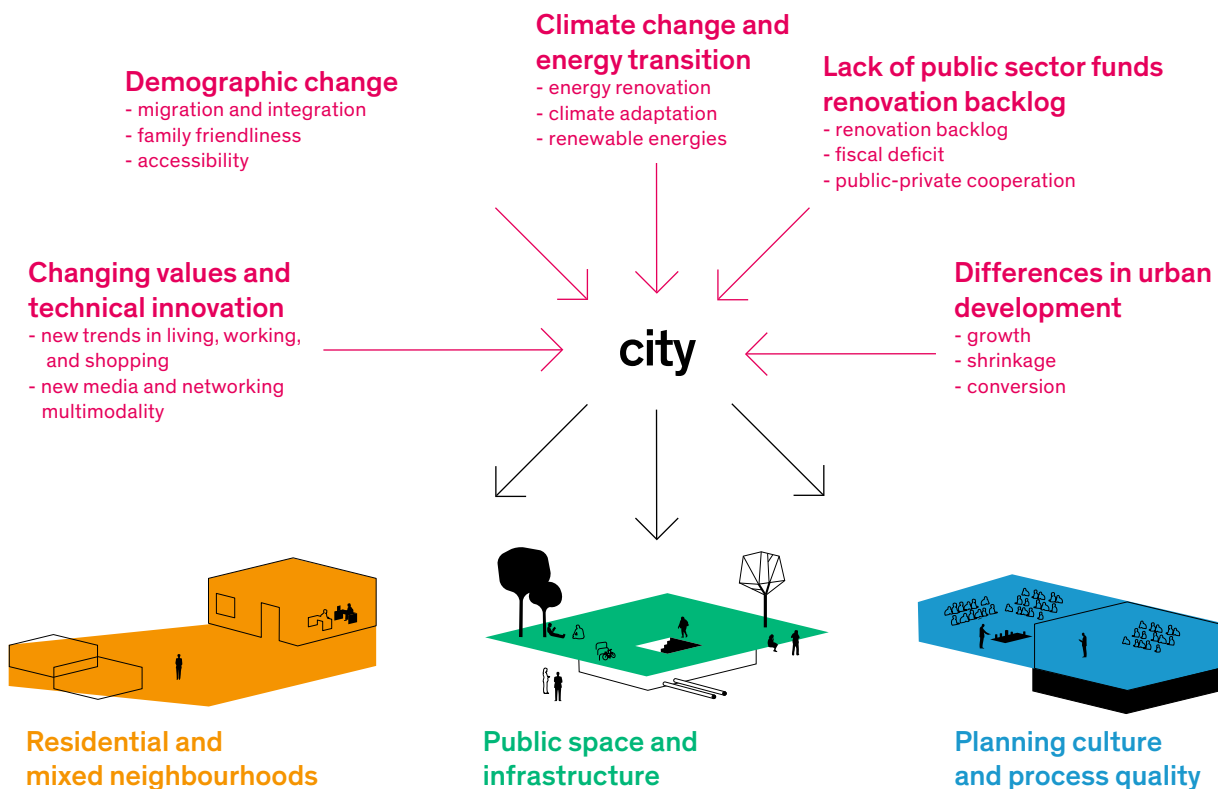 Climate change and
energy transition
- energy renovation
- climate adaptation
- renewable energies
Demographic change
- migration and integration
- family friendliness
- accessibility
Lack of public sector funds
renovation backlog
- renovation backlog
- fiscal deficit
- public-private cooperation
Changing values and
technical innovation
- new trends in living, working,
and shopping
- new media and networking
multimodality
Differences in urban
development
- growth
- shrinkage
- conversion
city
Residential and
mixed neighbourhoods
Public space and
infrastructure
Planning culture
and process quality